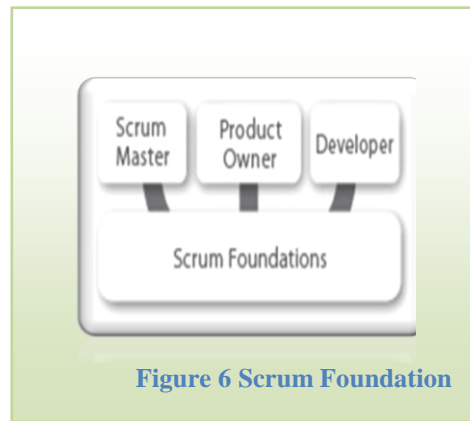 Scrum
Master
Product
Owner
Developer
Scrum Foundations
Figure 6 Scrum Foundation